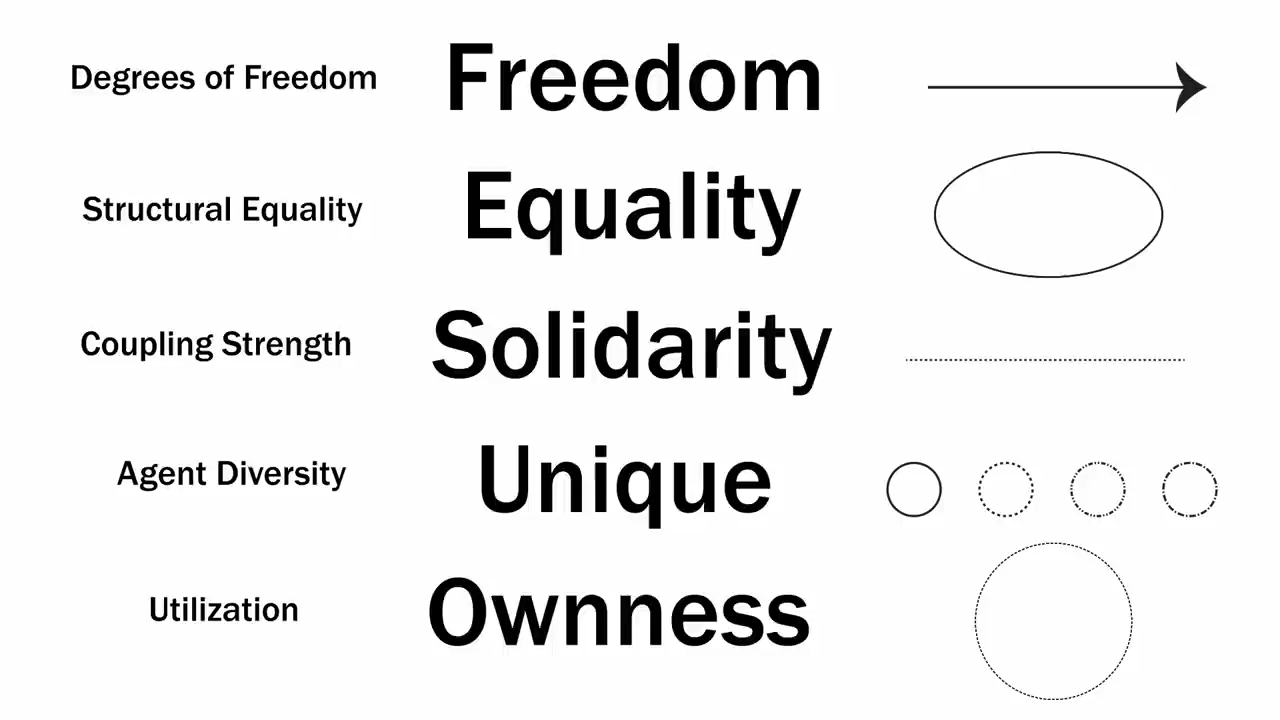 Degrees of Freedom
Freedom
Structural Equality
Equality
Coupling Strength
Solidarity
Agent Diversity
Unique
Utilization
Ownness